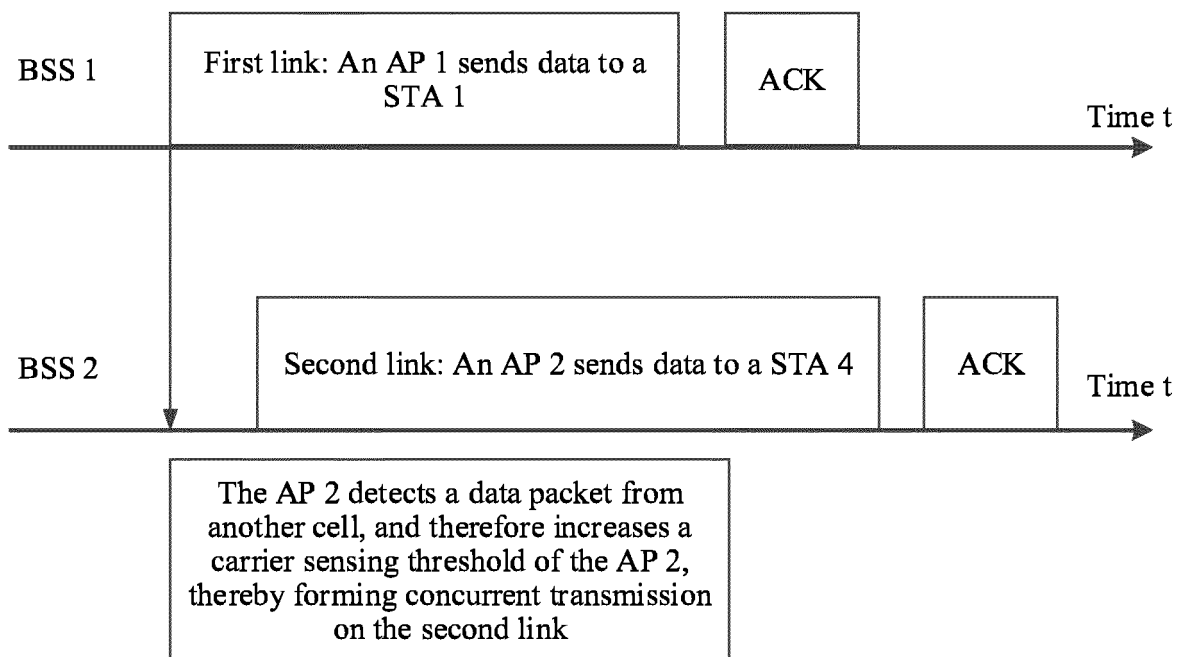 BSS 1
First link: An AP 1 sends data to a
STA 1
ACK
Time t
BSS 2
Second link: An AP 2 sends data to a STA 4
ACK
Time t
The AP 2 detects a data packet from
another cell, and therefore increases a
carrier sensing threshold of the AP 2,
thereby forming concurrent transmission
on the second link